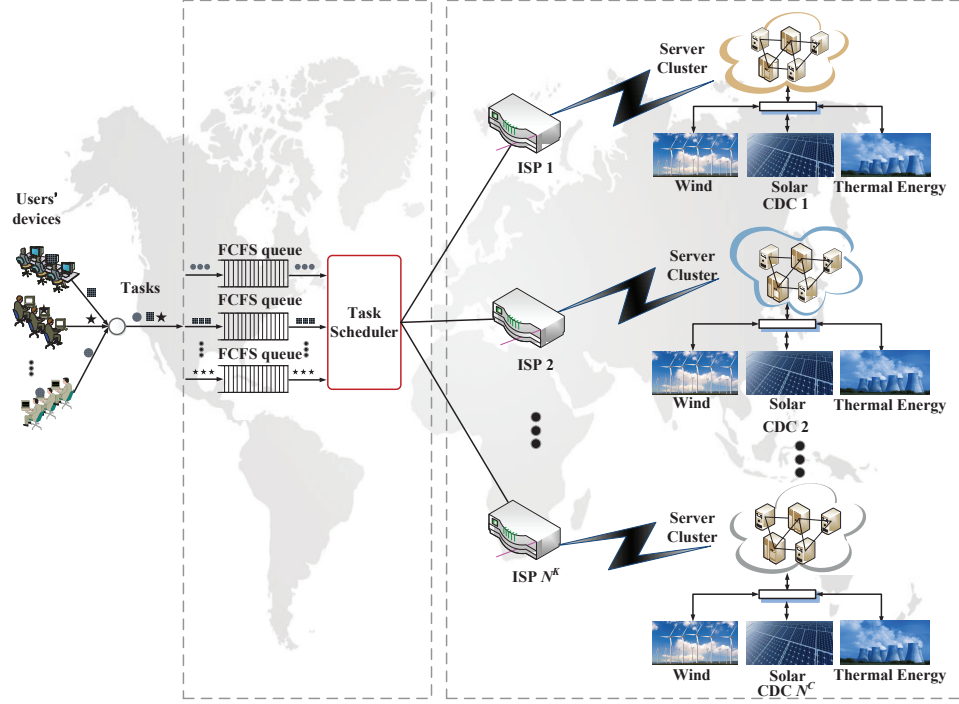 Users'
devices
Tasks
FCFS queue
FCFS queue
FCFS queue
Task
Scheduler
ISP 1
Server
Cluster
Wind
Solar
Thermal Energy
CDC 1
ISP 2
Server
Cluster
Wind
Solar
Thermal Energy
CDC 2
ISP N^K
Server
Cluster
Wind
Solar
Thermal Energy
CDC N^C